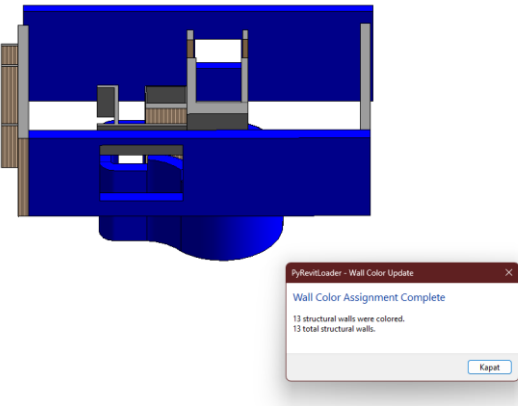 PyRevitLoader - Wall Color Update
Wall Color Assignment Complete
13 structural walls were colored.
13 total structural walls.
Kapat